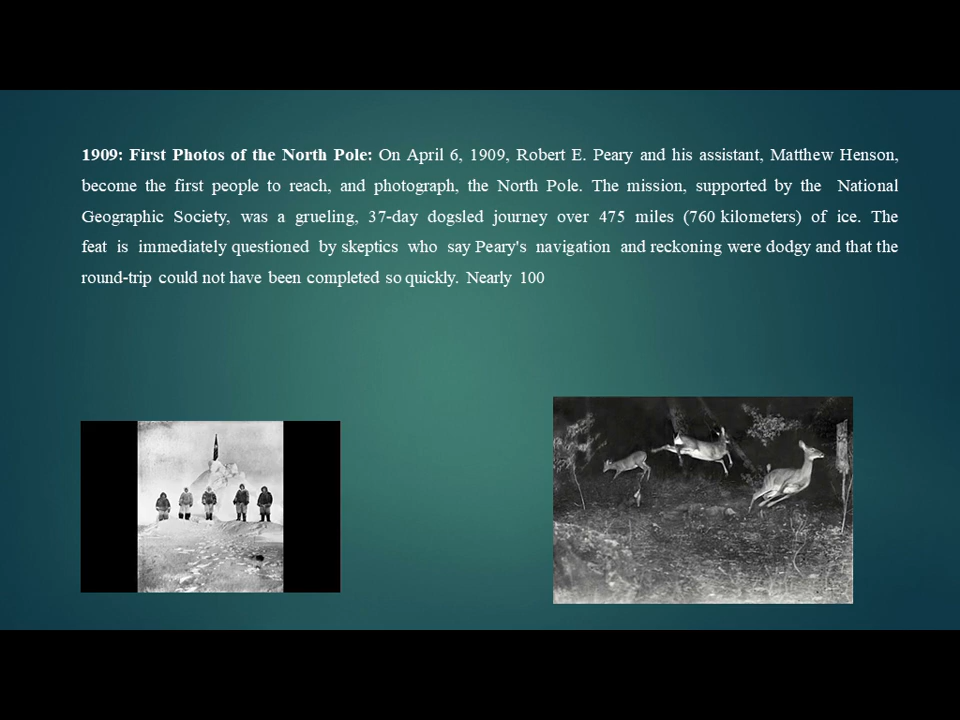 1909: First Photos of the North Pole: On April 6, 1909, Robert E. Peary and his assistant, Matthew Henson,
become the first people to reach, and photograph, the North Pole. The mission, supported by the National
Geographic Society, was a grueling, 37-day dogsled journey over 475 miles (760 kilometers) of ice. The
feat is immediately questioned by skeptics who say Peary's navigation and reckoning were dodgy and that the
round-trip could not have been completed so quickly. Nearly 100